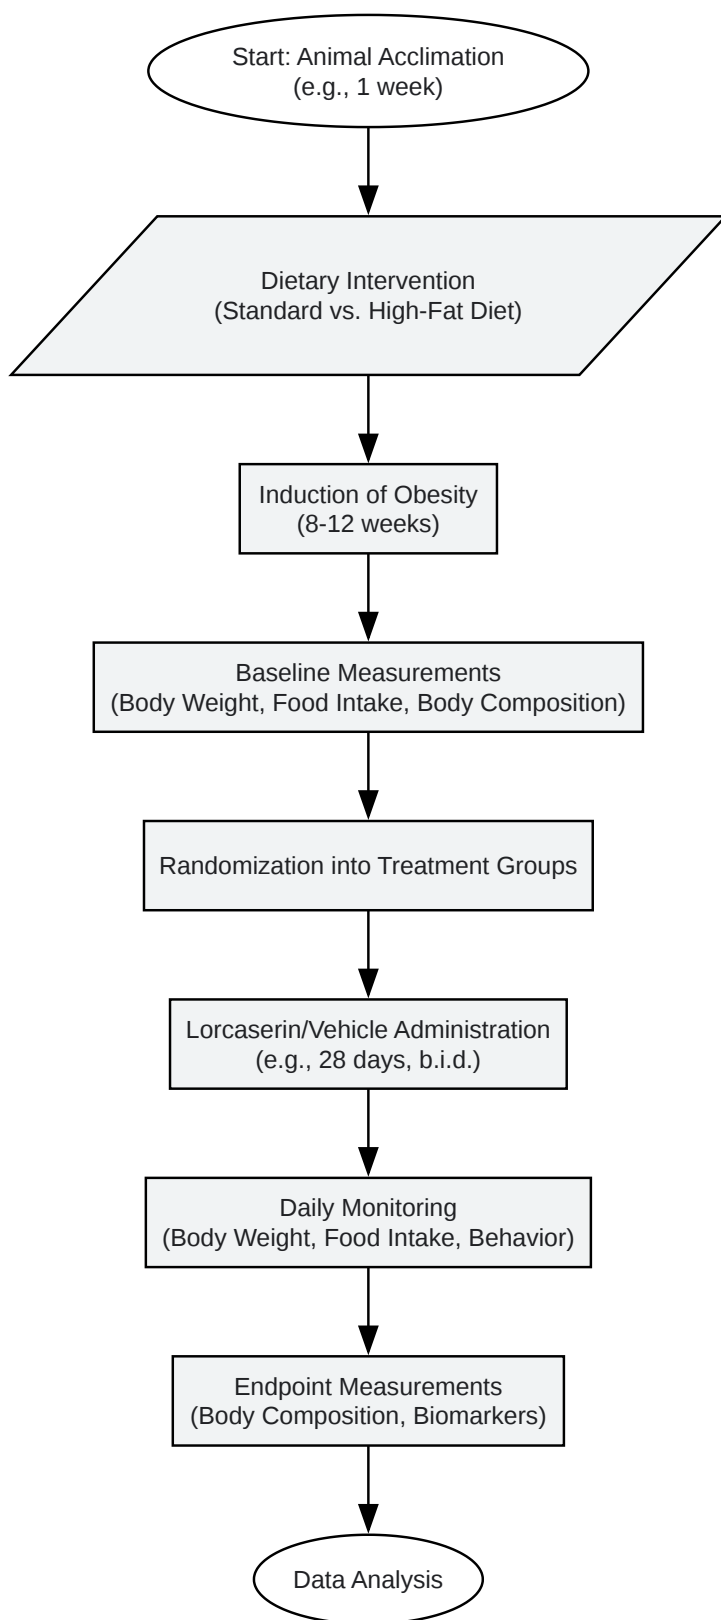 Start: Animal Acclimation
(e.g., 1 week)
Dietary Intervention
(Standard vs. High-Fat Diet)
Induction of Obesity
(8-12 weeks)
Baseline Measurements
(Body Weight, Food Intake, Body Composition)
Randomization into Treatment Groups
Lorcaserin/Vehicle Administration
(e.g., 28 days, b.i.d.)
Daily Monitoring
(Body Weight, Food Intake, Behavior)
Endpoint Measurements
(Body Composition, Biomarkers)
Data Analysis